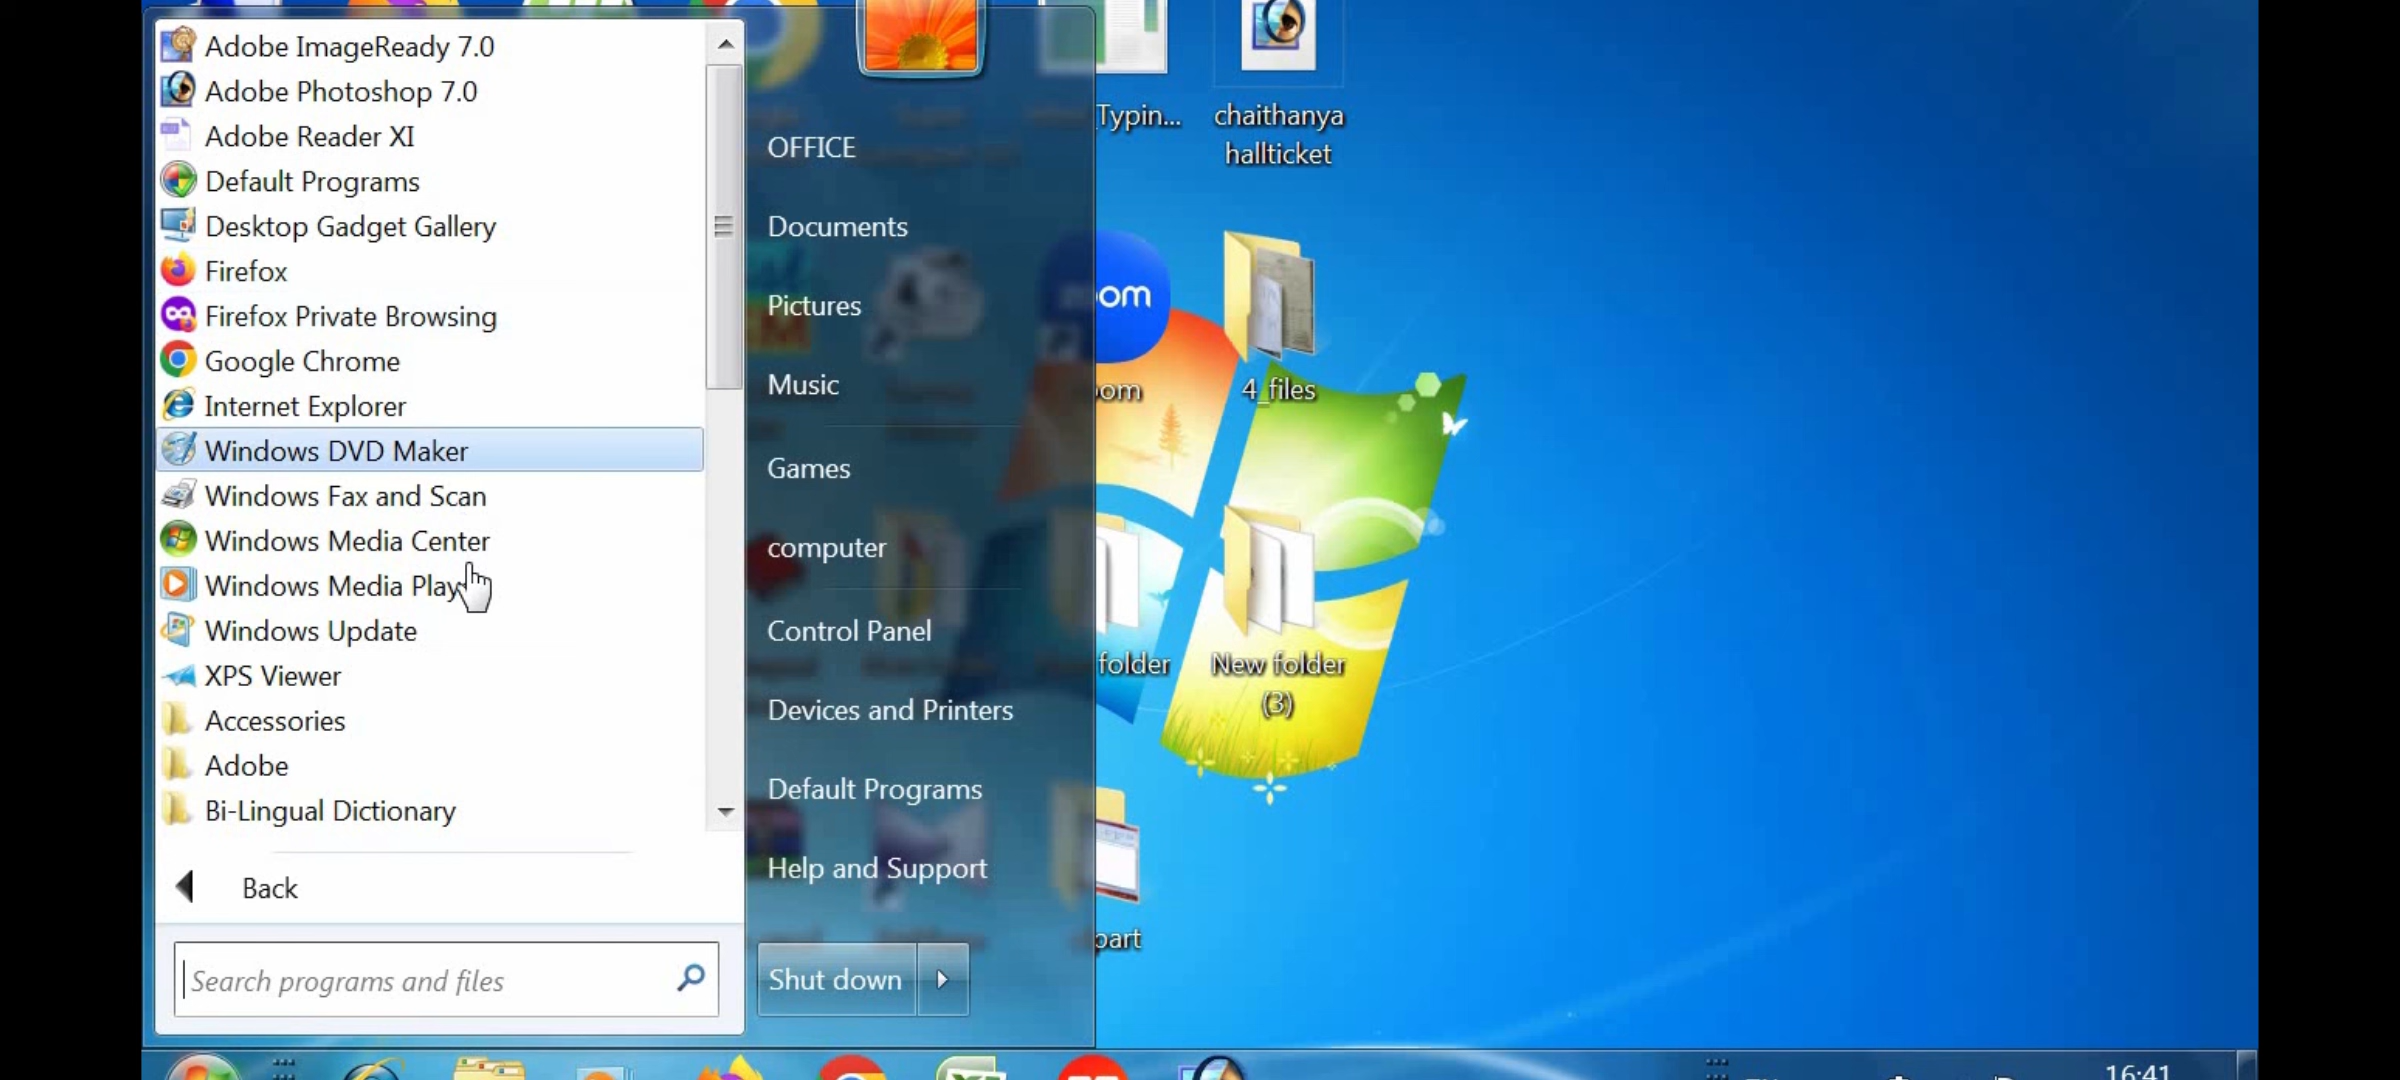 Adobe ImageReady 7.0
Adobe Photoshop 7.0
Adobe Reader XI
Default Programs
Desktop Gadget Gallery
Firefox
Firefox Private Browsing
Google Chrome
Internet Explorer
Windows DVD Maker
Windows Fax and Scan
Windows Media Center
Windows Media Play
Windows Update
XPS Viewer
Accessories
Adobe
Bi-Lingual Dictionary
Back
Search programs and files
OFFICE
Documents
Pictures
Music
Games
computer
Control Panel
Devices and Printers
Default Programs
Help and Support
Shut down
Typin...
chaithanya
hallticket
oom
oom
4_files
folder
New folder
(3)
part
16:41